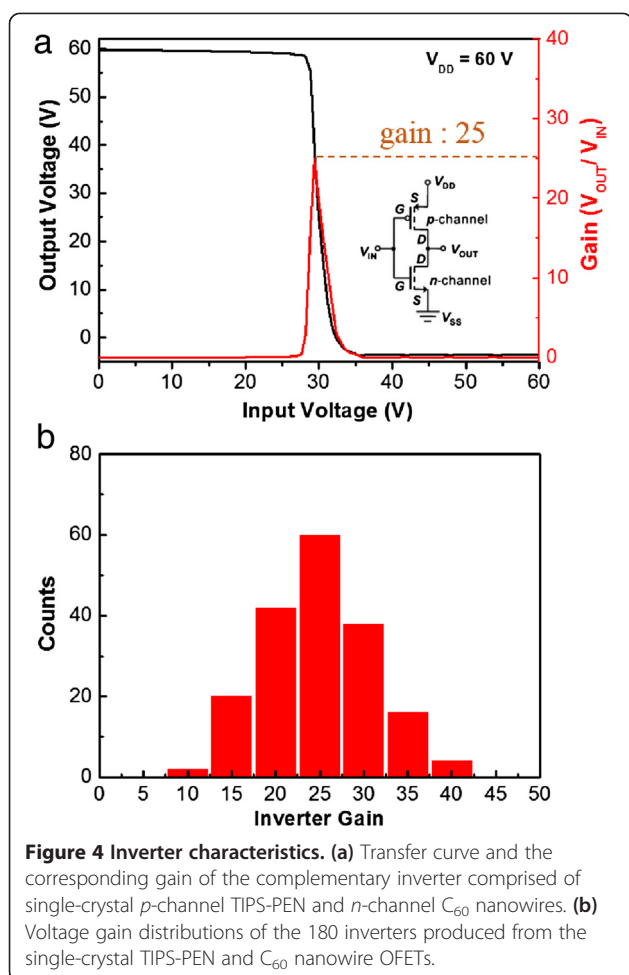 a
60
50
40
30
20
10
0
Output Voltage (V)
V_DD = 60 V
gain : 25
V_DD
S
G
p-channel
D
V_IN
V_OUT
D
n-channel
G
S
V_SS
40
30
20
10
0
Gain (V_OUT/ V_IN)
0 10 20 30 40 50 60
Input Voltage (V)
b
80
60
40
20
0
Counts
0 5 10 15 20 25 30 35 40 45 50
Inverter Gain
Figure 4 Inverter characteristics. (a) Transfer curve and the
corresponding gain of the complementary inverter comprised of
single-crystal p-channel TIPS-PEN and n-channel C60 nanowires. (b)
Voltage gain distributions of the 180 inverters produced from the
single-crystal TIPS-PEN and C60 nanowire OFETs.